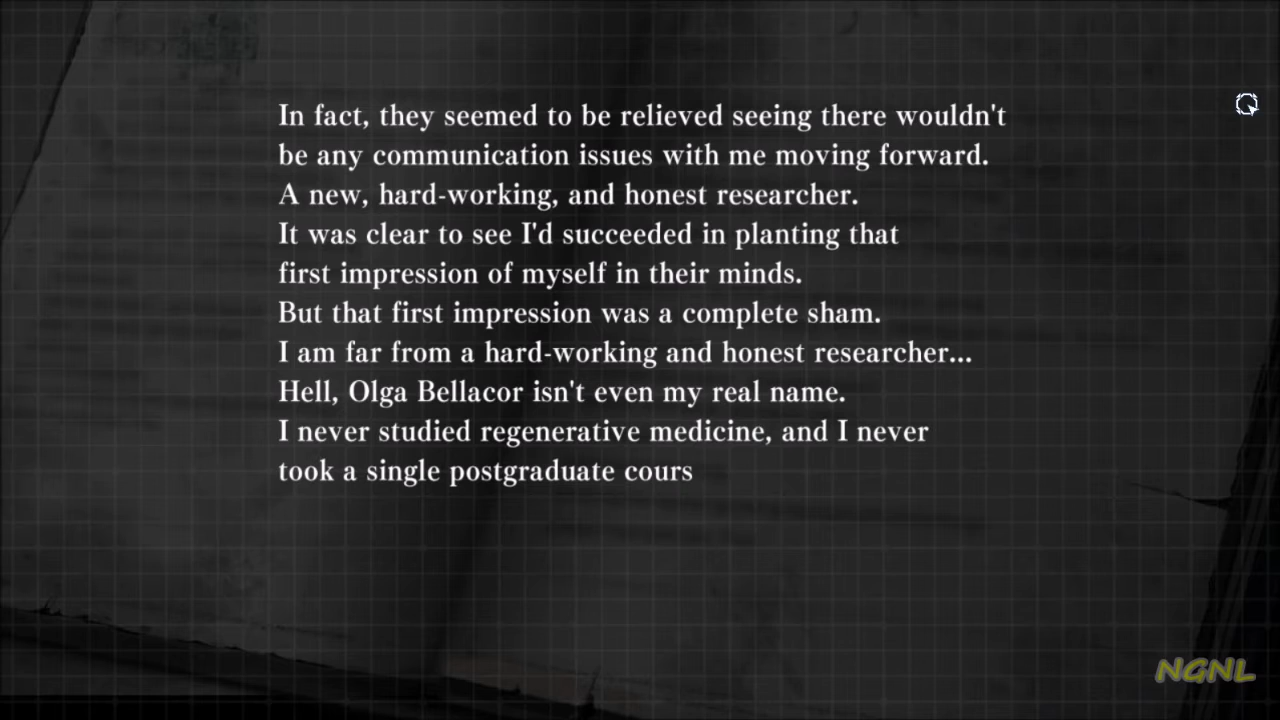 In fact, they seemed to be relieved seeing there wouldn't
be any communication issues with me moving forward.
A new, hard-working, and honest researcher.
It was clear to see I'd succeeded in planting that
first impression of myself in their minds.
But that first impression was a complete sham.
I am far from a hard-working and honest researcher...
Hell, Olga Bellacor isn't even my real name.
I never studied regenerative medicine, and I never
took a single postgraduate cours
NGNL